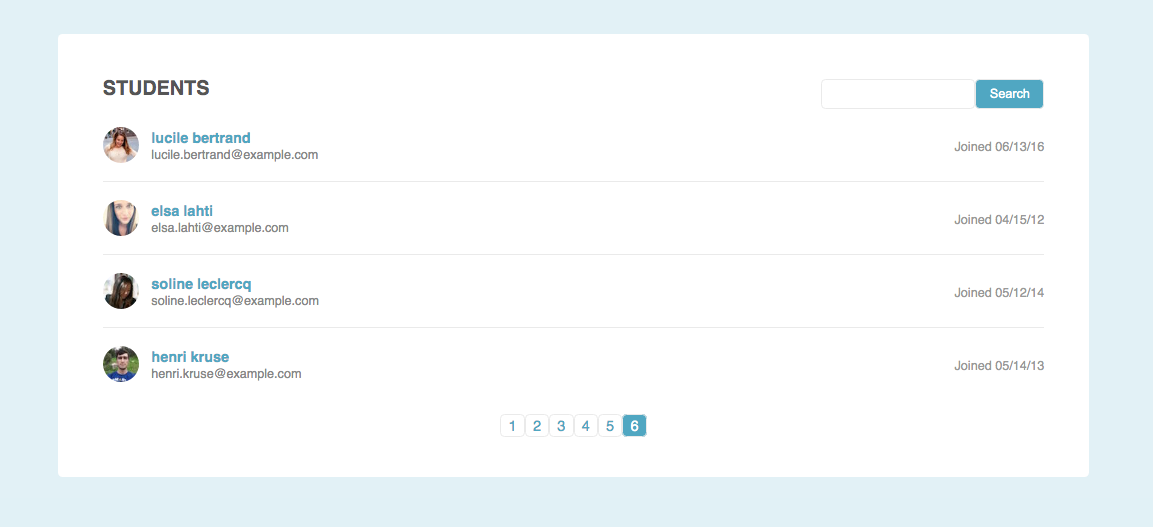 STUDENTS
Search
lucile bertrand
lucile.bertrand@example.com
Joined 06/13/16
elsa lahti
elsa.lahti@example.com
Joined 04/15/12
soline leclercq
soline.leclercq@example.com
Joined 05/12/14
henri kruse
henri.kruse@example.com
Joined 05/14/13
1 2 3 4 5 6